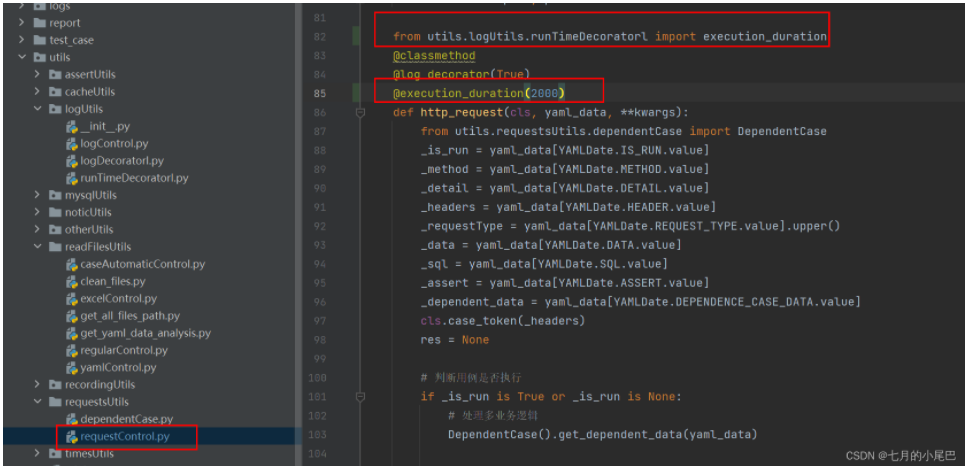 logs
report
test_case
utils
assertUtils
cacheUtils
logUtils
__init__.py
logControl.py
logDecoratorl.py
runTimeDecoratorl.py
mysqlUtils
noticUtils
otherUtils
readFilesUtils
caseAutomaticControl.py
clean_files.py
excelControl.py
get_all_files_path.py
get_yaml_data_analysis.py
regularControl.py
yamlControl.py
recordingUtils
requestsUtils
dependentCase.py
requestControl.py
timesUtils
81
82 from utils.logUtils.runTimeDecoratorl import execution_duration
83 @classmethod
84 @log_decorator(True)
85 @execution_duration(2000)
86 def http_request(cls, yaml_data, **kwargs):
87 from utils.requestsUtils.dependentCase import DependentCase
88 _is_run = yaml_data[YAMLDate.IS_RUN.value]
89 _method = yaml_data[YAMLDate.METHOD.value]
90 _detail = yaml_data[YAMLDate.DETAIL.value]
91 _headers = yaml_data[YAMLDate.HEADER.value]
92 _requestType = yaml_data[YAMLDate.REQUEST_TYPE.value].upper()
93 _data = yaml_data[YAMLDate.DATA.value]
94 _sql = yaml_data[YAMLDate.SQL.value]
95 _assert = yaml_data[YAMLDate.ASSERT.value]
96 _dependent_data = yaml_data[YAMLDate.DEPENDENCE_CASE_DATA.value]
97 cls.case_token(_headers)
98 res = None
99
100 # 判断用例是否执行
101 if _is_run is True or _is_run is None:
102 # 处理多业务逻辑
103 DependentCase().get_dependent_data(yaml_data)
104
CSDN @七月的小尾巴